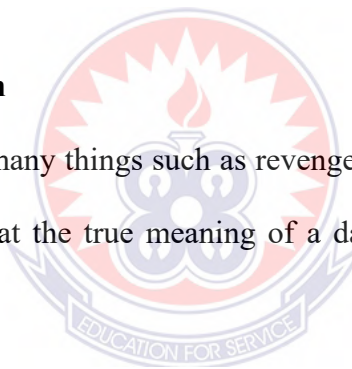 n
many things such as revenge
at the true meaning of a da
EDUCATION FOR SERVICE